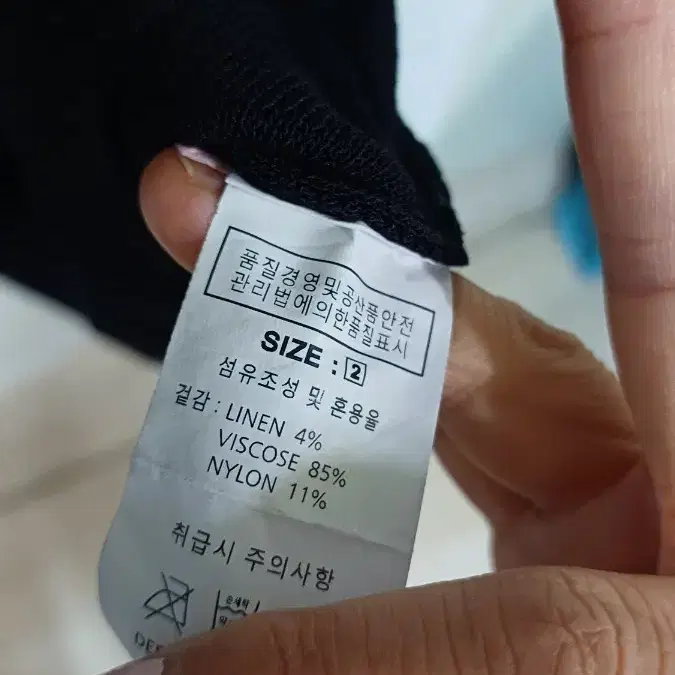 품질경영및공산품안전
관리법에의한품질표시
SIZE : 2
섬유조성 및 혼용율
겉감 : LINEN 4%
VISCOSE 85%
NYLON 11%
취급시 주의사항